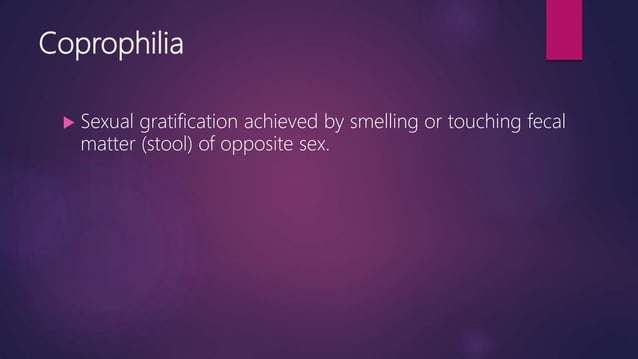 Coprophilia
Sexual gratification achieved by smelling or touching fecal
matter (stool) of opposite sex.